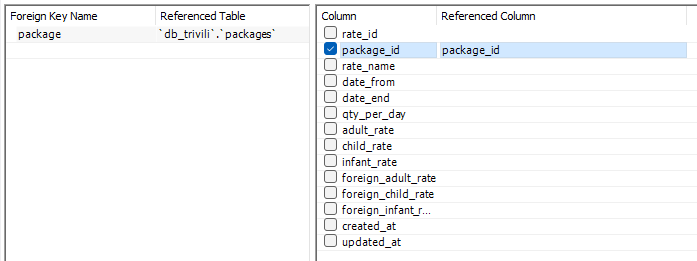 Foreign Key Name Referenced Table
package `db_trivili`.`packages`
Column Referenced Column
rate_id
package_id package_id
rate_name
date_from
date_end
qty_per_day
adult_rate
child_rate
infant_rate
foreign_adult_rate
foreign_child_rate
foreign_infant_r...
created_at
updated_at